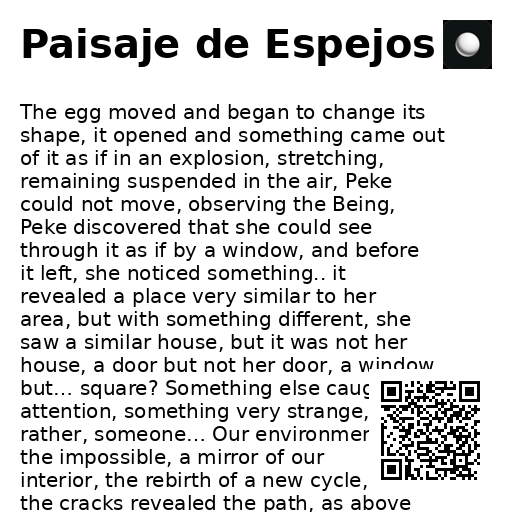 Paisaje de Espejos
The egg moved and began to change its
shape, it opened and something came out
of it as if in an explosion, stretching,
remaining suspended in the air, Peke
could not move, observing the Being,
Peke discovered that she could see
through it as if by a window, and before
it left, she noticed something.. it
revealed a place very similar to her
area, but with something different, she
saw a similar house, but it was not her
house, a door but not her door, a window
but... square? Something else
attention, something very strange,
rather, someone... Our
the impossible, a mirror of our
interior, the rebirth of a new cycle,
the cracks revealed the path, as above